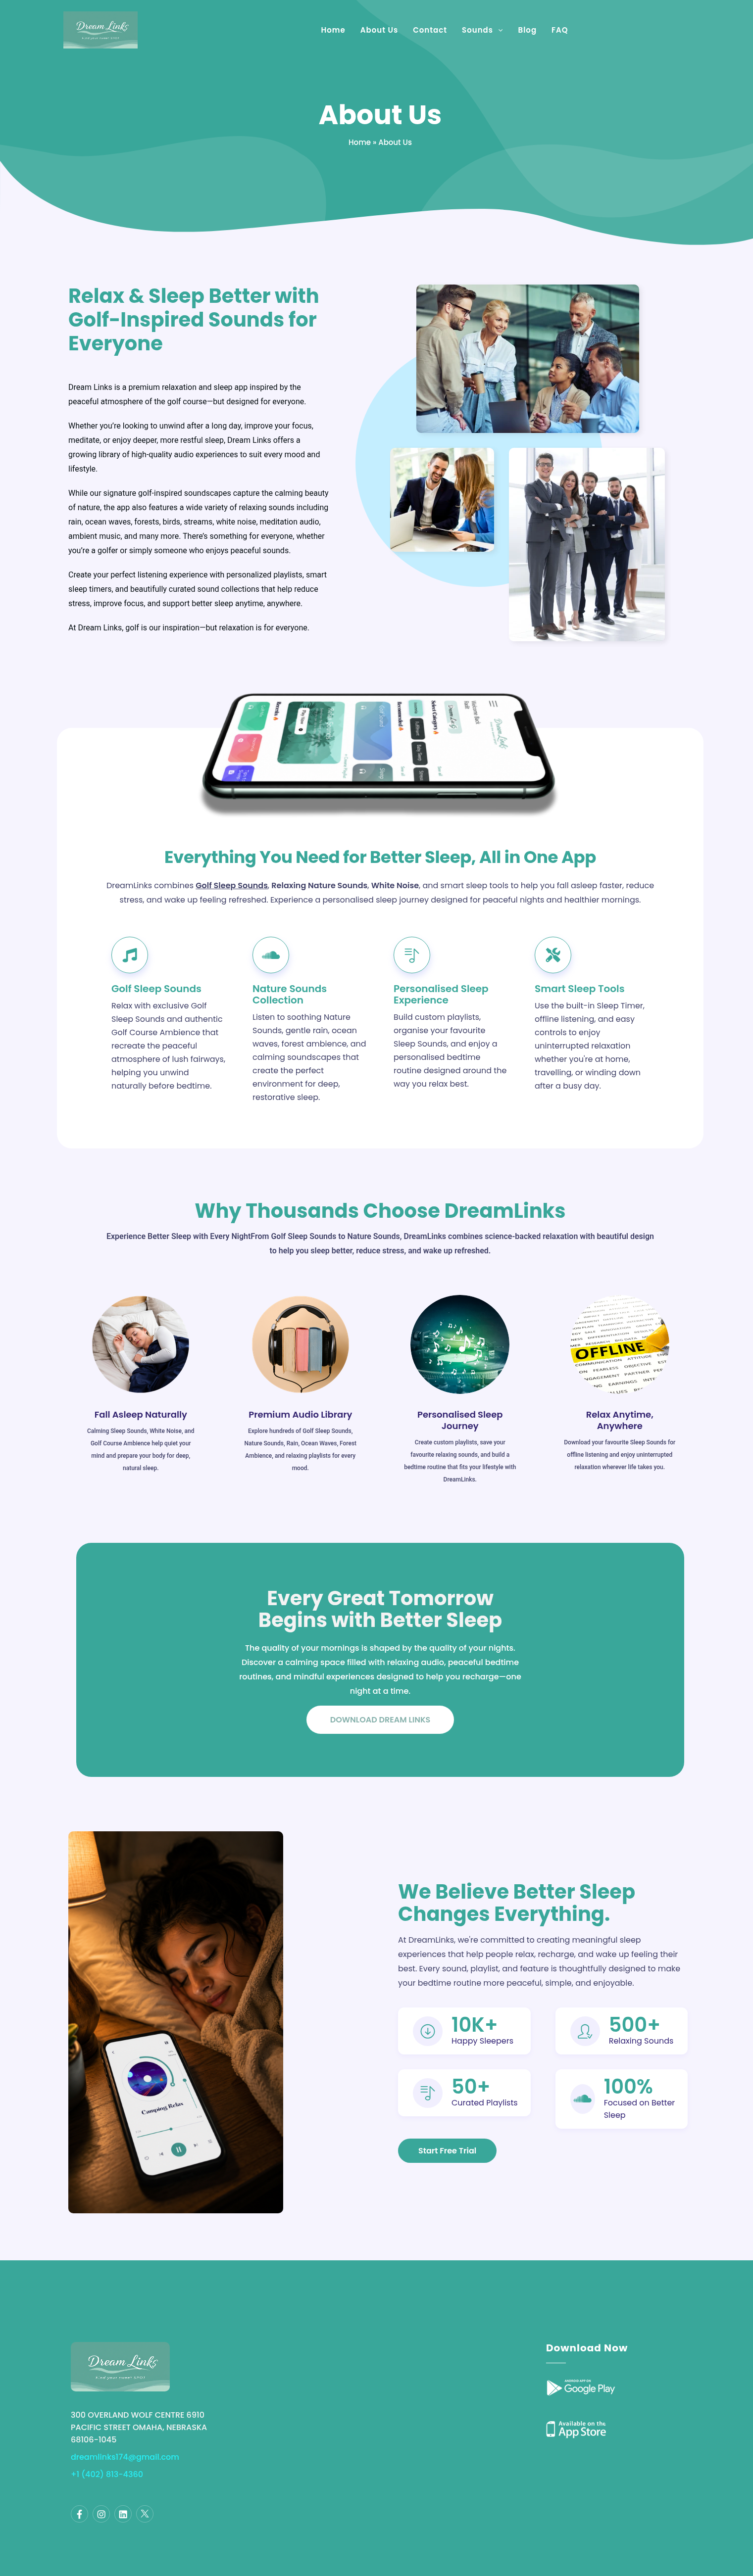 Dream Links
Home About Us Contact Sounds Blog FAQ
About Us
Home » About Us
Relax & Sleep Better with
Golf-Inspired Sounds for
Everyone
Dream Links is a premium relaxation and sleep app inspired by the
peaceful atmosphere of the golf course—but designed for everyone.
Whether you’re looking to unwind after a long day, improve your focus,
meditate, or enjoy deeper, more restful sleep, Dream Links offers a
growing library of high-quality audio experiences to suit every mood and
lifestyle.
While our signature golf-inspired soundscapes capture the calming beauty
of nature, the app also features a wide variety of relaxing sounds including
rain, ocean waves, forests, birds, streams, white noise, meditation audio,
ambient music, and many more. There’s something for everyone, whether
you’re a golfer or simply someone who enjoys peaceful sounds.
Create your perfect listening experience with personalized playlists, smart
sleep timers, and beautifully curated sound collections that help reduce
stress, improve focus, and support better sleep anytime, anywhere.
At Dream Links, golf is our inspiration—but relaxation is for everyone.
Everything You Need for Better Sleep, All in One App
DreamLinks combines Golf Sleep Sounds, Relaxing Nature Sounds, White Noise, and smart sleep tools to help you fall asleep faster, reduce
stress, and wake up feeling refreshed. Experience a personalised sleep journey designed for peaceful nights and healthier mornings.
Golf Sleep Sounds
Relax with exclusive Golf
Sleep Sounds and authentic
Golf Course Ambience that
recreate the peaceful
atmosphere of lush fairways,
helping you unwind
naturally before bedtime.
Nature Sounds
Collection
Listen to soothing Nature
Sounds, gentle rain, ocean
waves, forest ambience, and
calming soundscapes that
create the perfect
environment for deep,
restorative sleep.
Personalised Sleep
Experience
Build custom playlists,
organise your favourite
Sleep Sounds, and enjoy a
personalised bedtime
routine designed around the
way you relax best.
Smart Sleep Tools
Use the built-in Sleep Timer,
offline listening, and easy
controls to enjoy
uninterrupted relaxation
whether you're at home,
travelling, or winding down
after a busy day.
Why Thousands Choose DreamLinks
Experience Better Sleep with Every NightFrom Golf Sleep Sounds to Nature Sounds, DreamLinks combines science-backed relaxation with beautiful design
to help you sleep better, reduce stress, and wake up refreshed.
OFFLINE
Fall Asleep Naturally
Calming Sleep Sounds, White Noise, and
Golf Course Ambience help quiet your
mind and prepare your body for deep,
natural sleep.
Premium Audio Library
Explore hundreds of Golf Sleep Sounds,
Nature Sounds, Rain, Ocean Waves, Forest
Ambience, and relaxing playlists for every
mood.
Personalised Sleep
Journey
Create custom playlists, save your
favourite relaxing sounds, and build a
bedtime routine that fits your lifestyle with
DreamLinks.
Relax Anytime,
Anywhere
Download your favourite Sleep Sounds for
offline listening and enjoy uninterrupted
relaxation wherever life takes you.
Every Great Tomorrow
Begins with Better Sleep
The quality of your mornings is shaped by the quality of your nights.
Discover a calming space filled with relaxing audio, peaceful bedtime
routines, and mindful experiences designed to help you recharge—one
night at a time.
DOWNLOAD DREAM LINKS
Camping Relax
We Believe Better Sleep
Changes Everything.
At DreamLinks, we're committed to creating meaningful sleep
experiences that help people relax, recharge, and wake up feeling their
best. Every sound, playlist, and feature is thoughtfully designed to make
your bedtime routine more peaceful, simple, and enjoyable.
10K+
Happy Sleepers
500+
Relaxing Sounds
50+
Curated Playlists
100%
Focused on Better
Sleep
Start Free Trial
Dream Links
300 OVERLAND WOLF CENTRE 6910
PACIFIC STREET OMAHA, NEBRASKA
68106-1045
dreamlinks174@gmail.com
+1 (402) 813-4360
Download Now
Google Play
Available on the
App Store